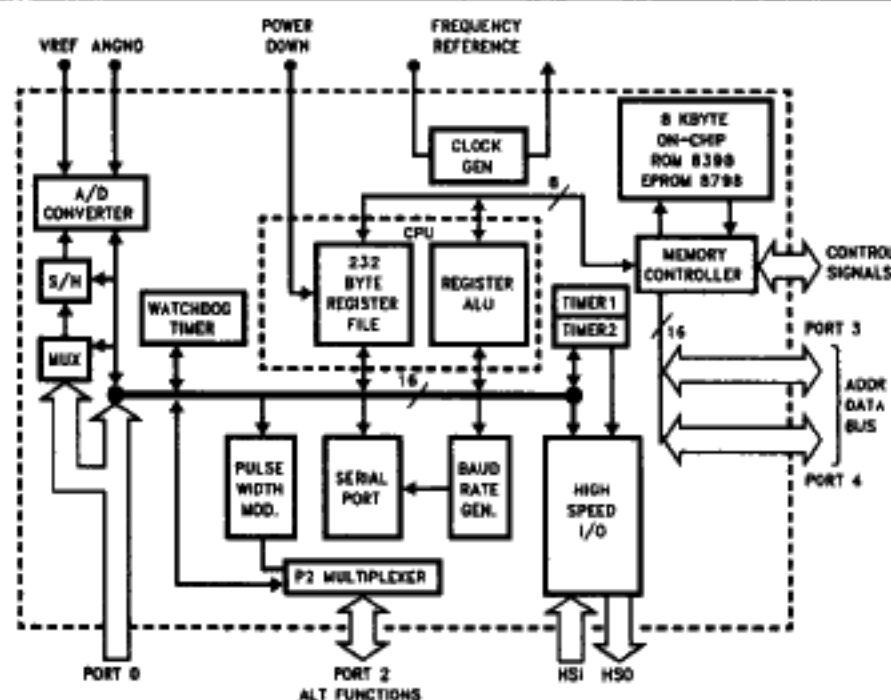 VREF ANGND
POWER
DOWN
FREQUENCY
REFERENCE
CLOCK
GEN
8 KBYTE
ON-CHIP
ROM 8398
EPROM 8798
A/D
CONVERTER
8
CPU
S/H
232
BYTE
REGISTER
FILE
REGISTER
ALU
MEMORY
CONTROLLER
CONTROL
SIGNALS
WATCHDOG
TIMER
TIMER1
TIMER2
MUX
16
16
PORT 3
ADDR
DATA
BUS
PORT 4
PULSE
WIDTH
MOD.
SERIAL
PORT
BAUD
RATE
GEN.
HIGH
SPEED
I/O
P2 MULTIPLEXER
PORT 0
PORT 2
ALT FUNCTIONS
HSI HSO